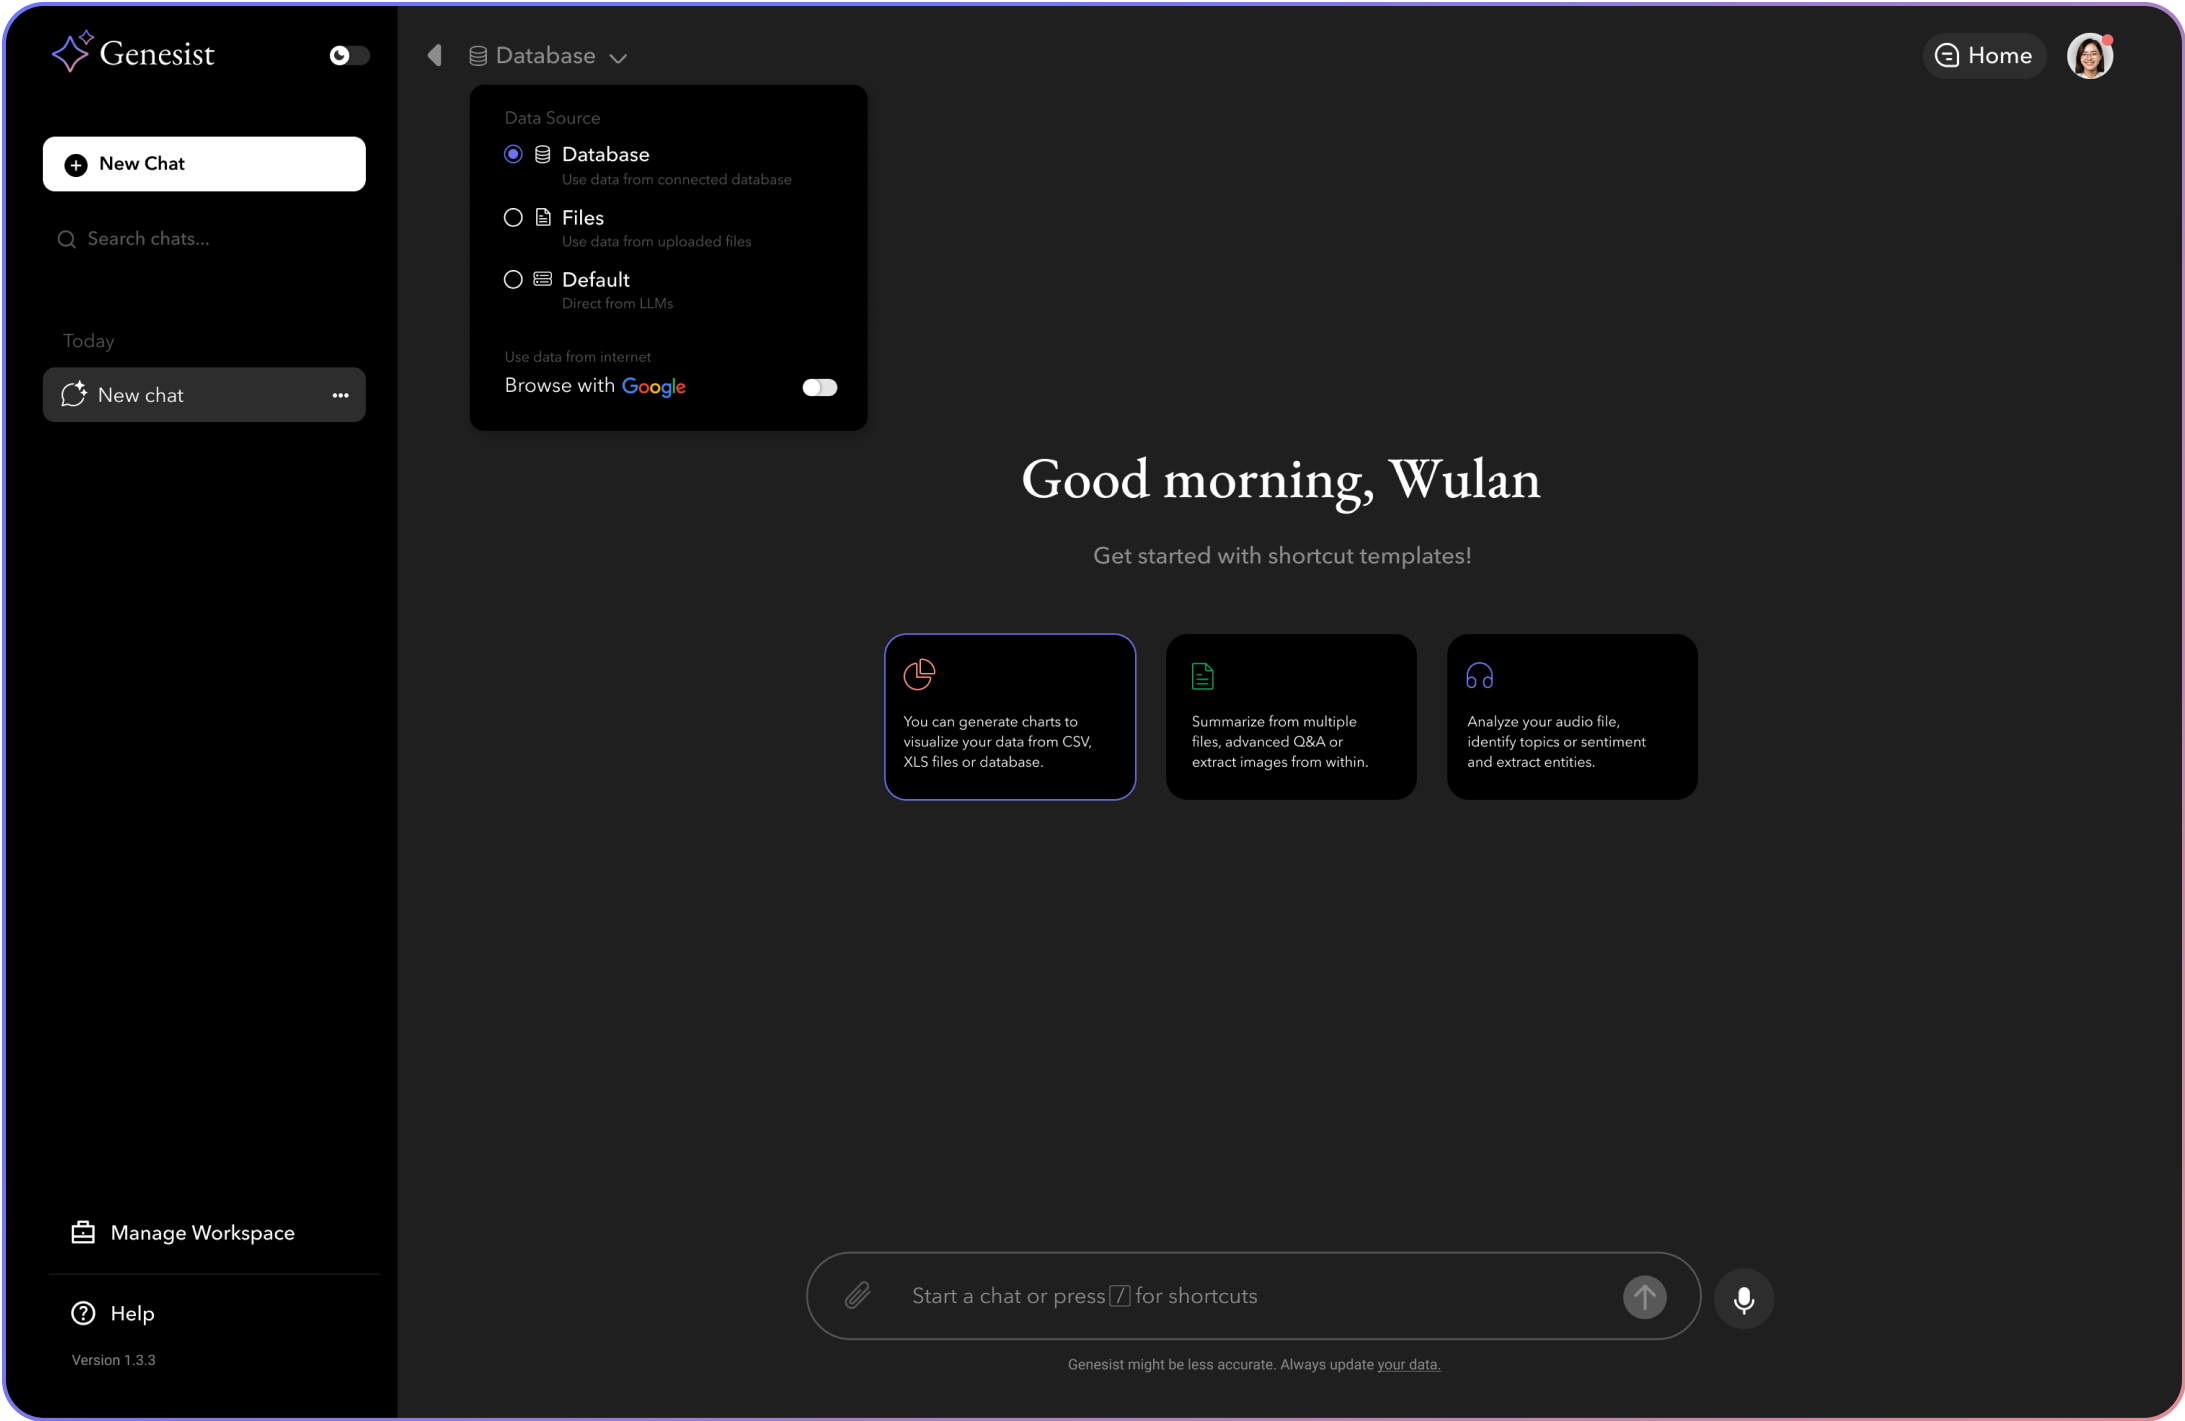 Genesist
New Chat
Search chats...
Today
New chat
Manage Workspace
Help
Version 1.3.3
Database
Data Source
Database
Use data from connected database
Files
Use data from uploaded files
Default
Direct from LLMs
Use data from internet
Browse with Google
Home
Good morning, Wulan
Get started with shortcut templates!
You can generate charts to
visualize your data from CSV,
XLS files or database.
Summarize from multiple
files, advanced Q&A or
extract images from within.
Analyze your audio file,
identify topics or sentiment
and extract entities.
Start a chat or press / for shortcuts
Genesist might be less accurate. Always update your data.